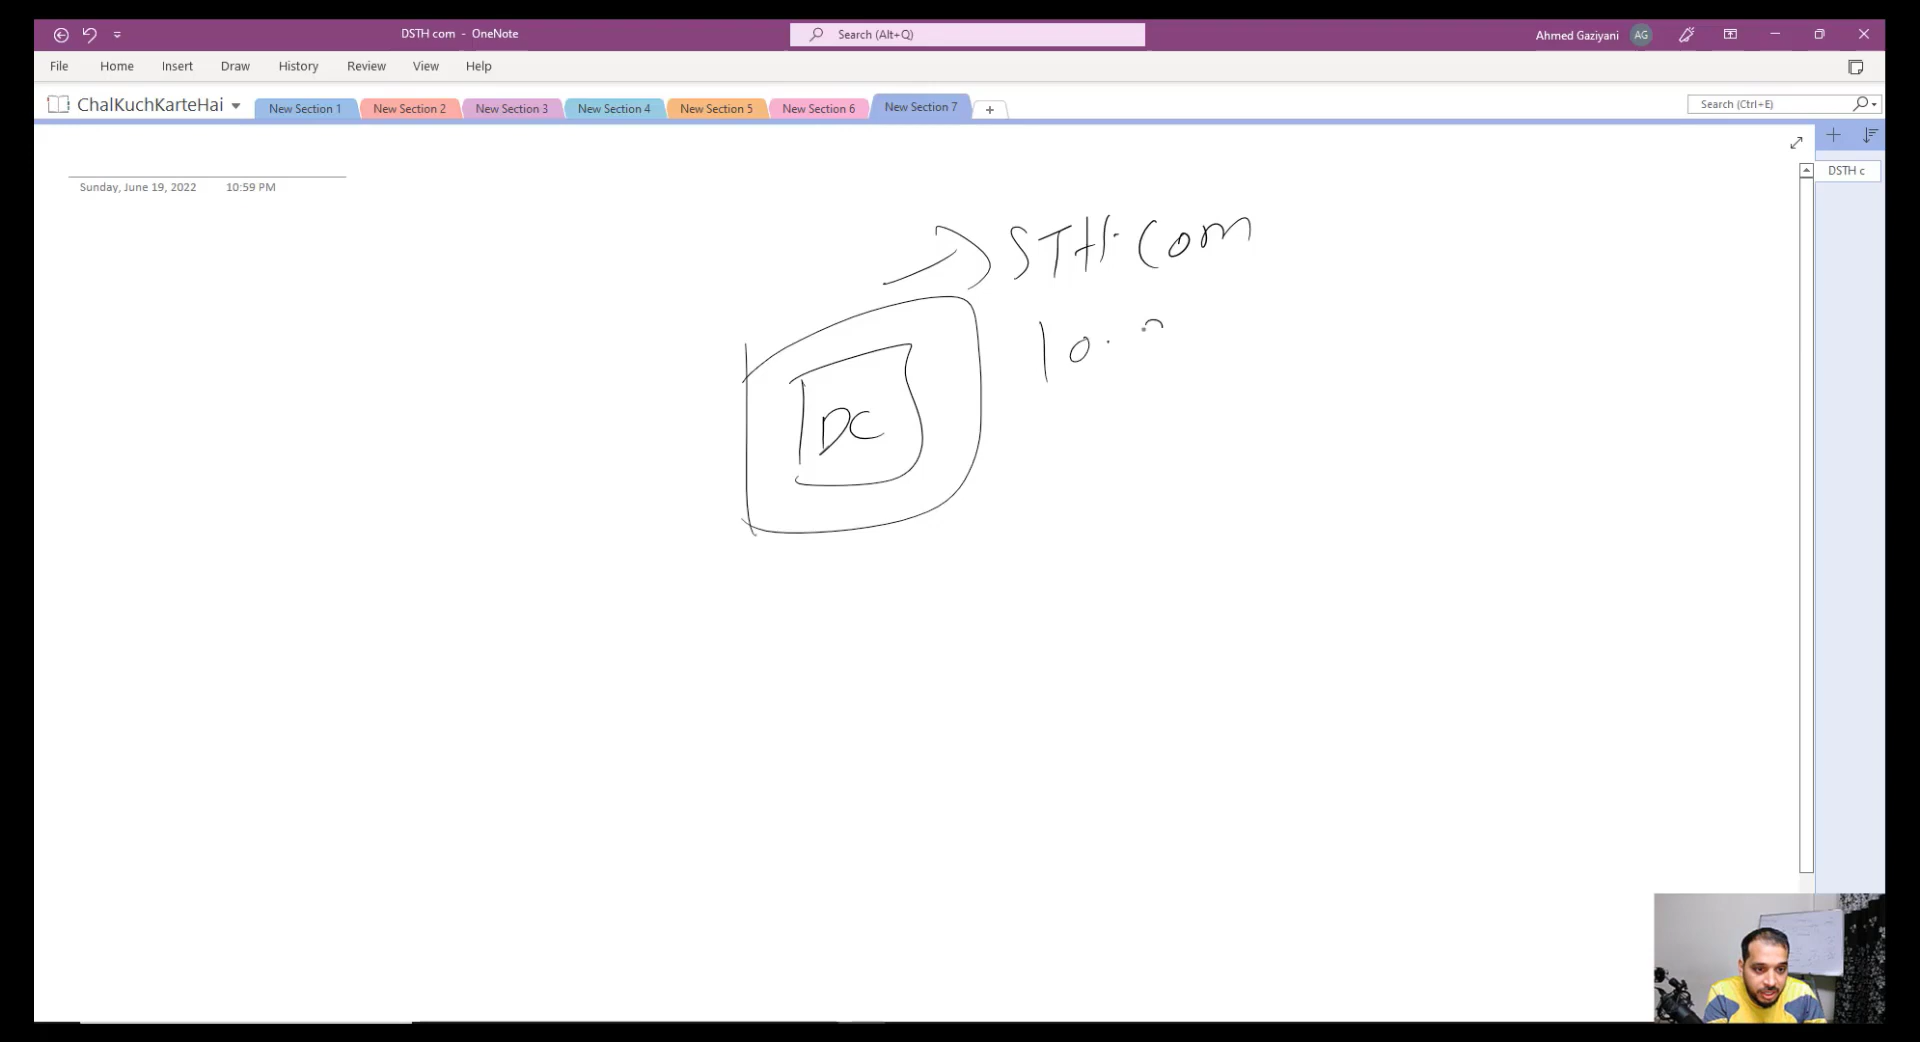 DSTH com - OneNote
Search (Alt+Q)
Ahmed Gaziyani AG
File Home Insert Draw History Review View Help
ChalKuchKarteHai New Section 1 New Section 2 New Section 3 New Section 4 New Section 5 New Section 6 New Section 7 +
Search (Ctrl+E)
DSTH c
Sunday, June 19, 2022 10:59 PM
STH.Com
10.
DC